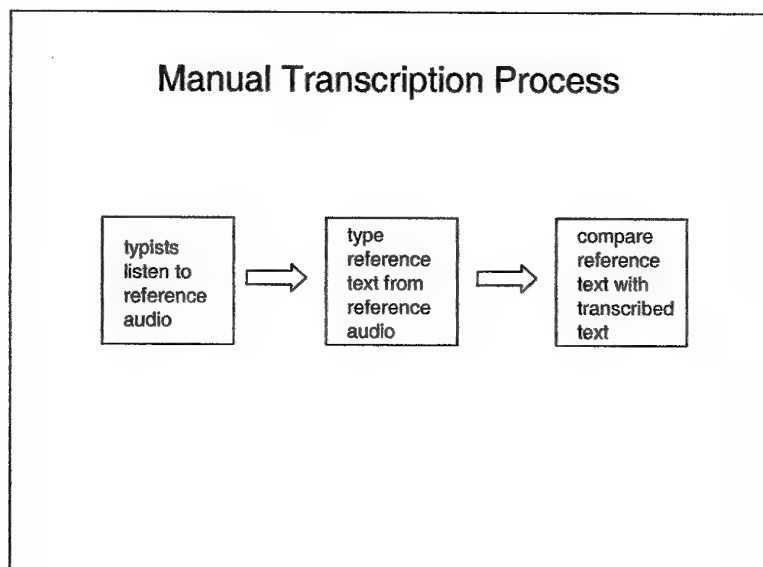 Manual Transcription Process
typists
listen to
reference
audio
type
reference
text from
reference
audio
compare
reference
text with
transcribed
text